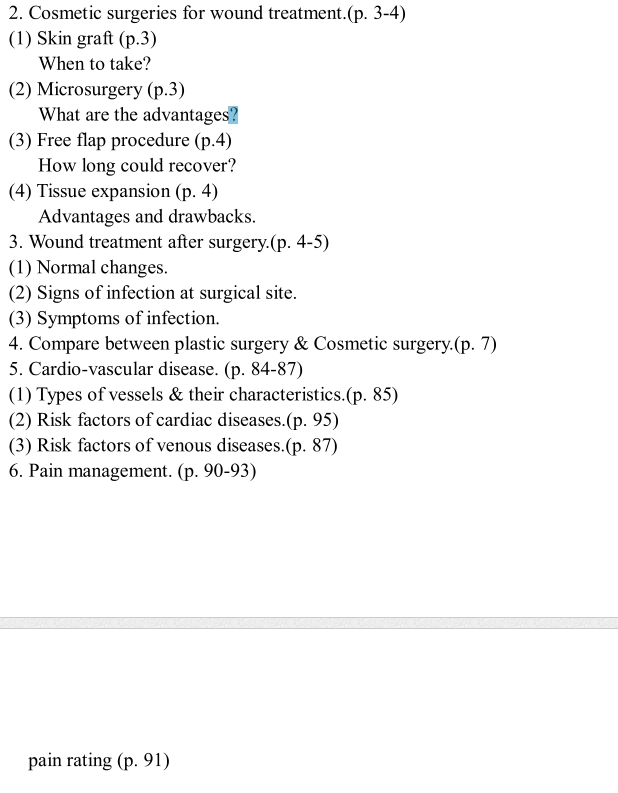 2. Cosmetic surgeries for wound treatment.(p. 3-4)
(1) Skin graft (p.3)
When to take?
(2) Microsurgery (p.3)
What are the advantages?
(3) Free flap procedure (p.4)
How long could recover?
(4) Tissue expansion (p. 4)
Advantages and drawbacks.
3. Wound treatment after surgery.(p. 4-5)
(1) Normal changes.
(2) Signs of infection at surgical site.
(3) Symptoms of infection.
4. Compare between plastic surgery & Cosmetic surgery.(p. 7)
5. Cardio-vascular disease. (p. 84-87)
(1) Types of vessels & their characteristics.(p. 85)
(2) Risk factors of cardiac diseases.(p. 95)
(3) Risk factors of venous diseases.(p. 87)
6. Pain management. (p. 90-93)
pain rating (p. 91)